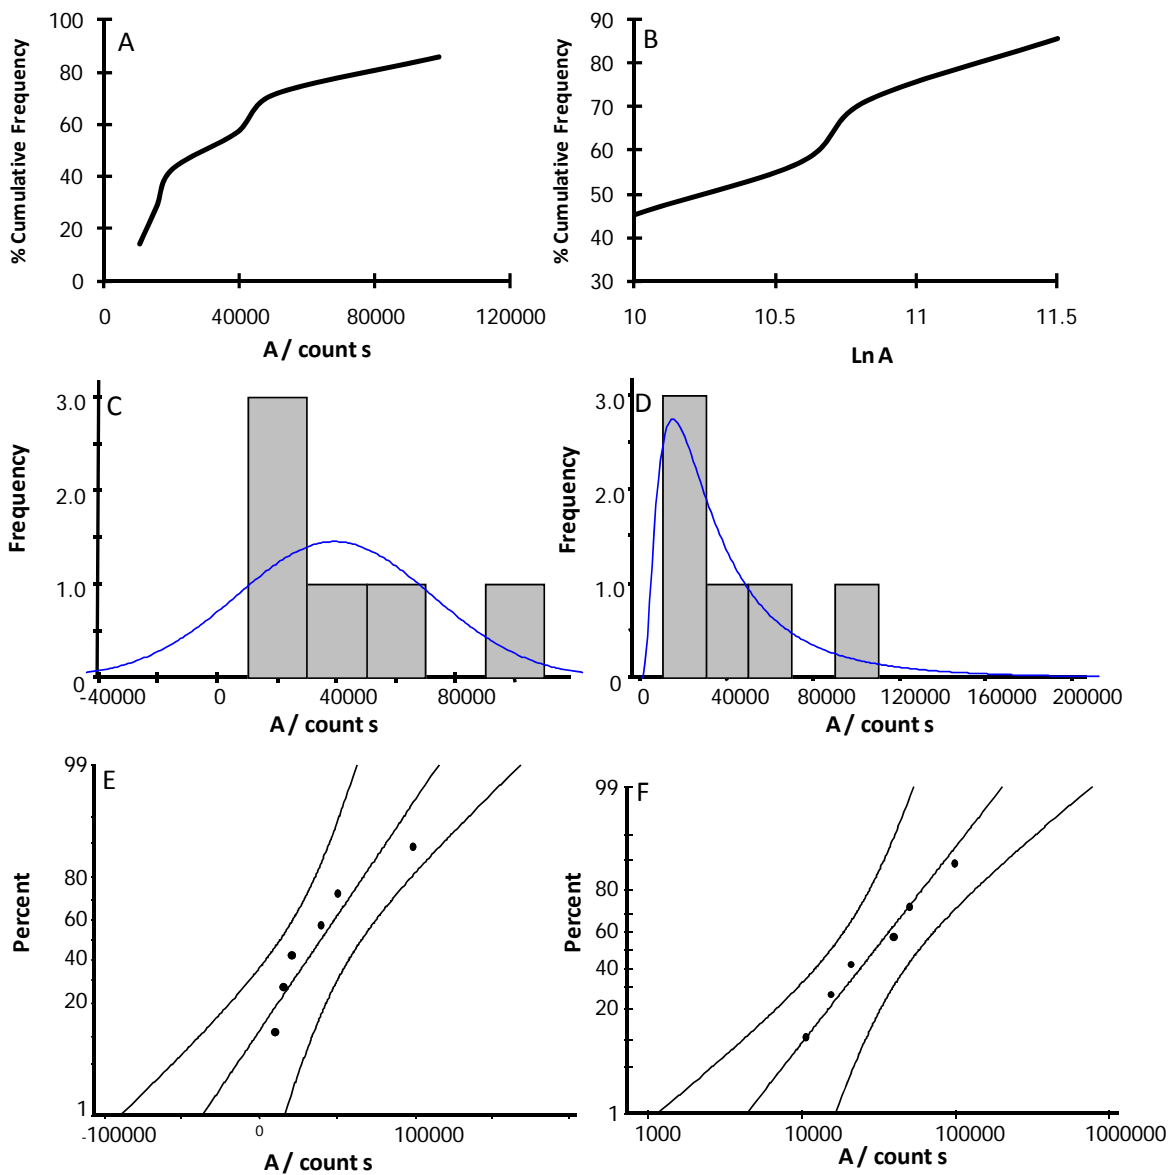 A
% Cumulative Frequency
100
80
60
40
20
0
0 40000 80000 120000
A / count s
B
% Cumulative Frequency
90
80
70
60
50
40
30
10 10.5 11 11.5
Ln A
C
Frequency
3.0
2.0
1.0
0
-40000 0 40000 80000
A / count s
D
Frequency
3.0
2.0
1.0
0
0 40000 80000 120000 160000 200000
A / count s
E
Percent
99
80
60
40
20
1
-100000 0 100000
A / count s
F
Percent
99
80
60
40
20
1
1000 10000 100000 1000000
A / count s